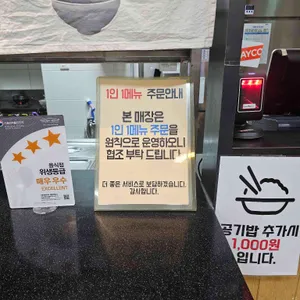 1인 1메뉴 주문안내
본 매장은
1인 1메뉴 주문을
원칙으로 운영하오니
협조 부탁 드립니다
더 좋은 서비스로 보답하겠습니다.
감사합니다.
음식점
위생등급
매우 우수
EXCELLENT
공기밥 추가시
1,000원
입니다.